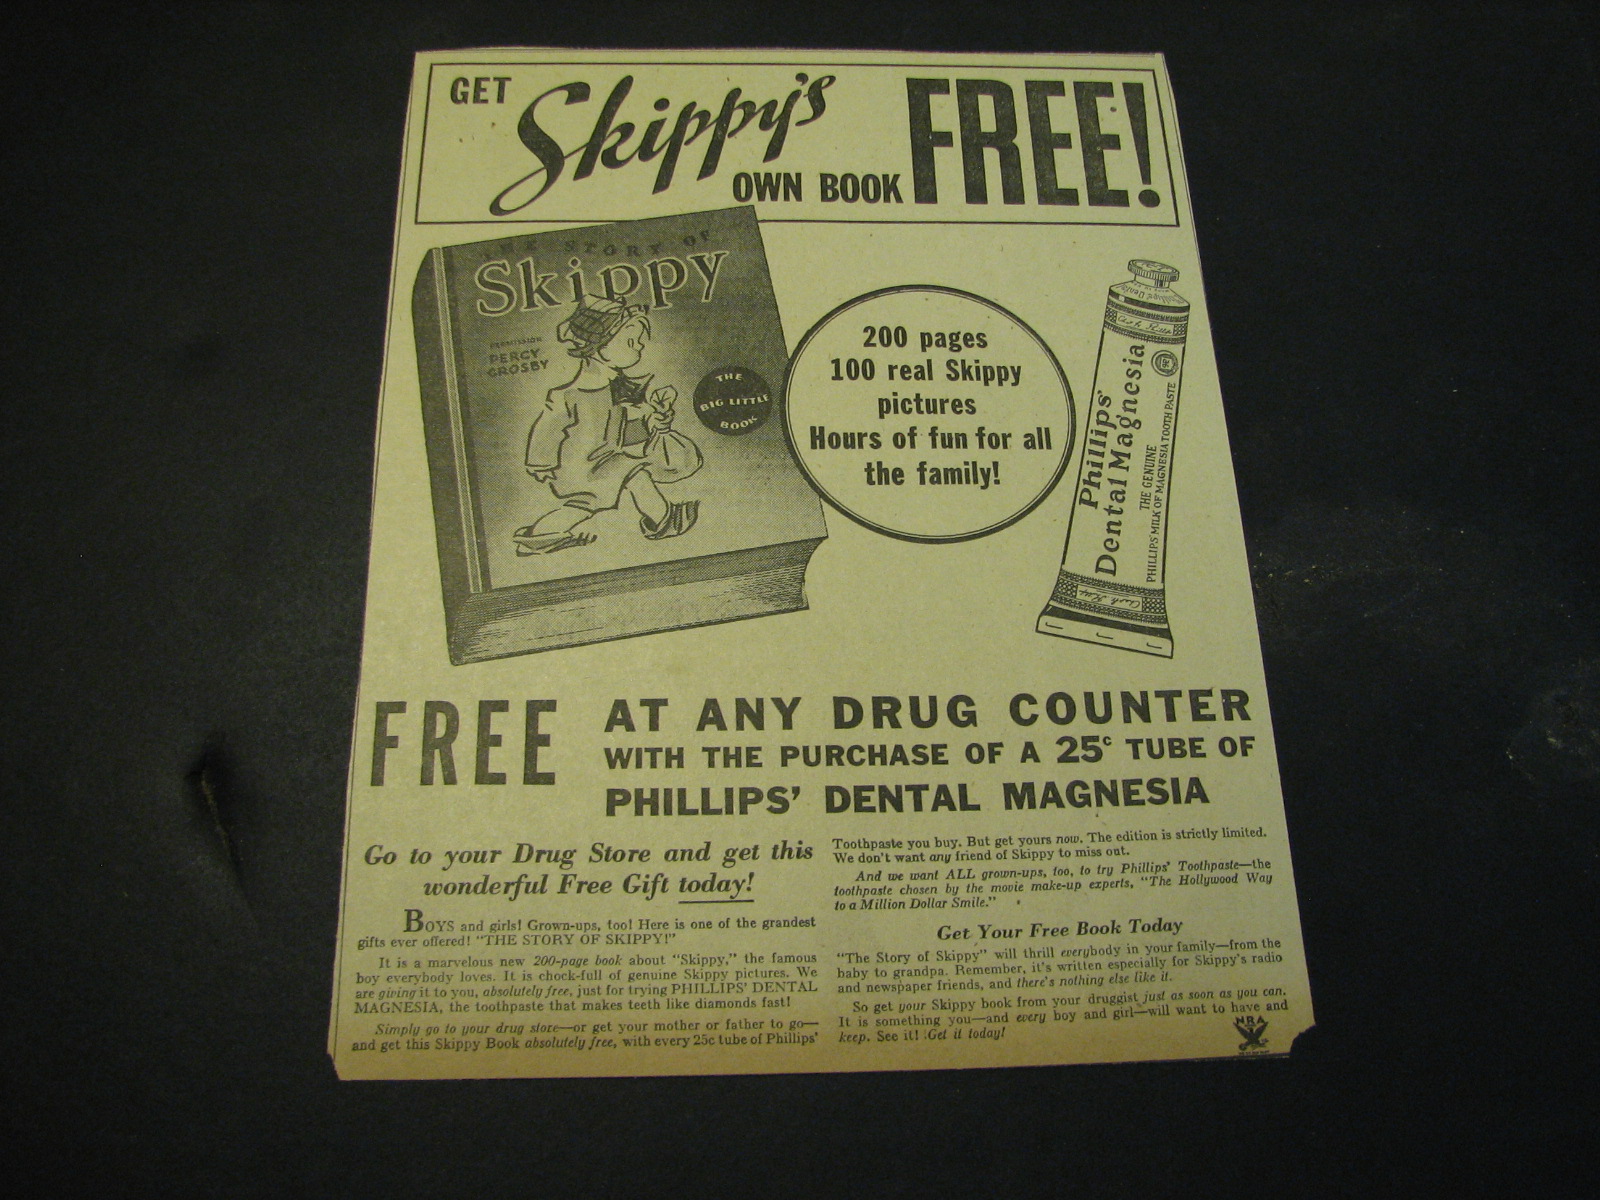 GET Skippy's OWN BOOK FREE!
THE STORY OF
Skippy
PERMISSION
PERCY
CROSBY
THE
BIG LITTLE
BOOK
200 pages
100 real Skippy
pictures
Hours of fun for all
the family!
Phillips'
Dental Magnesia
THE GENUINE
PHILLIPS' MILK OF MAGNESIA TOOTH PASTE
FREE
AT ANY DRUG COUNTER
WITH THE PURCHASE OF A 25c TUBE OF
PHILLIPS' DENTAL MAGNESIA
Go to your Drug Store and get this
wonderful Free Gift today!
BOYS and girls! Grown-ups, too! Here is one of the grandest
gifts ever offered! "THE STORY OF SKIPPY!"
It is a marvelous new 200-page book about "Skippy," the famous
boy everybody loves. It is chock-full of genuine Skippy pictures. We
are giving it to you, absolutely free, just for trying PHILLIPS' DENTAL
MAGNESIA, the toothpaste that makes teeth like diamonds fast!
Simply go to your drug store—or get your mother or father to go—
and get this Skippy Book absolutely free, with every 25c tube of Phillips'
Toothpaste you buy. But get yours now. The edition is strictly limited.
We don't want any friend of Skippy to miss out.
And we want ALL grown-ups, too, to try Phillips' Toothpaste—the
toothpaste chosen by the movie make-up experts, "The Hollywood Way
to a Million Dollar Smile."
Get Your Free Book Today
"The Story of Skippy" will thrill everybody in your family—from the
baby to grandpa. Remember, it's written especially for Skippy's radio
and newspaper friends, and there's nothing else like it.
So get your Skippy book from your druggist just as soon as you can.
It is something you—and every boy and girl—will want to have and
keep. See it! Get it today!
NRA